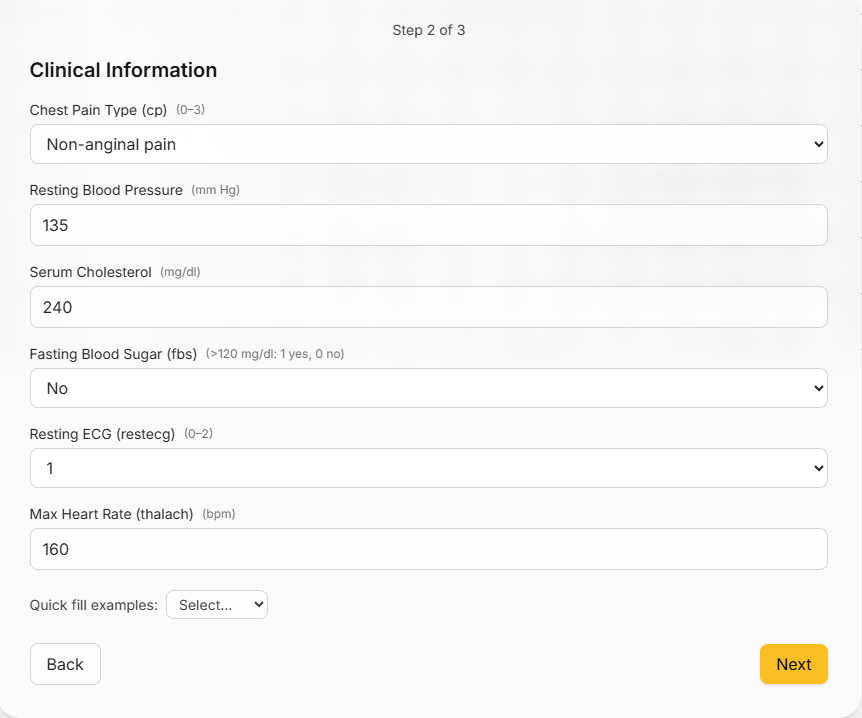 Step 2 of 3
Clinical Information
Chest Pain Type (cp) (0–3)
Non-anginal pain
Resting Blood Pressure (mm Hg)
135
Serum Cholesterol (mg/dl)
240
Fasting Blood Sugar (fbs) (>120 mg/dl: 1 yes, 0 no)
No
Resting ECG (restecg) (0–2)
1
Max Heart Rate (thalach) (bpm)
160
Quick fill examples: Select...
Back Next